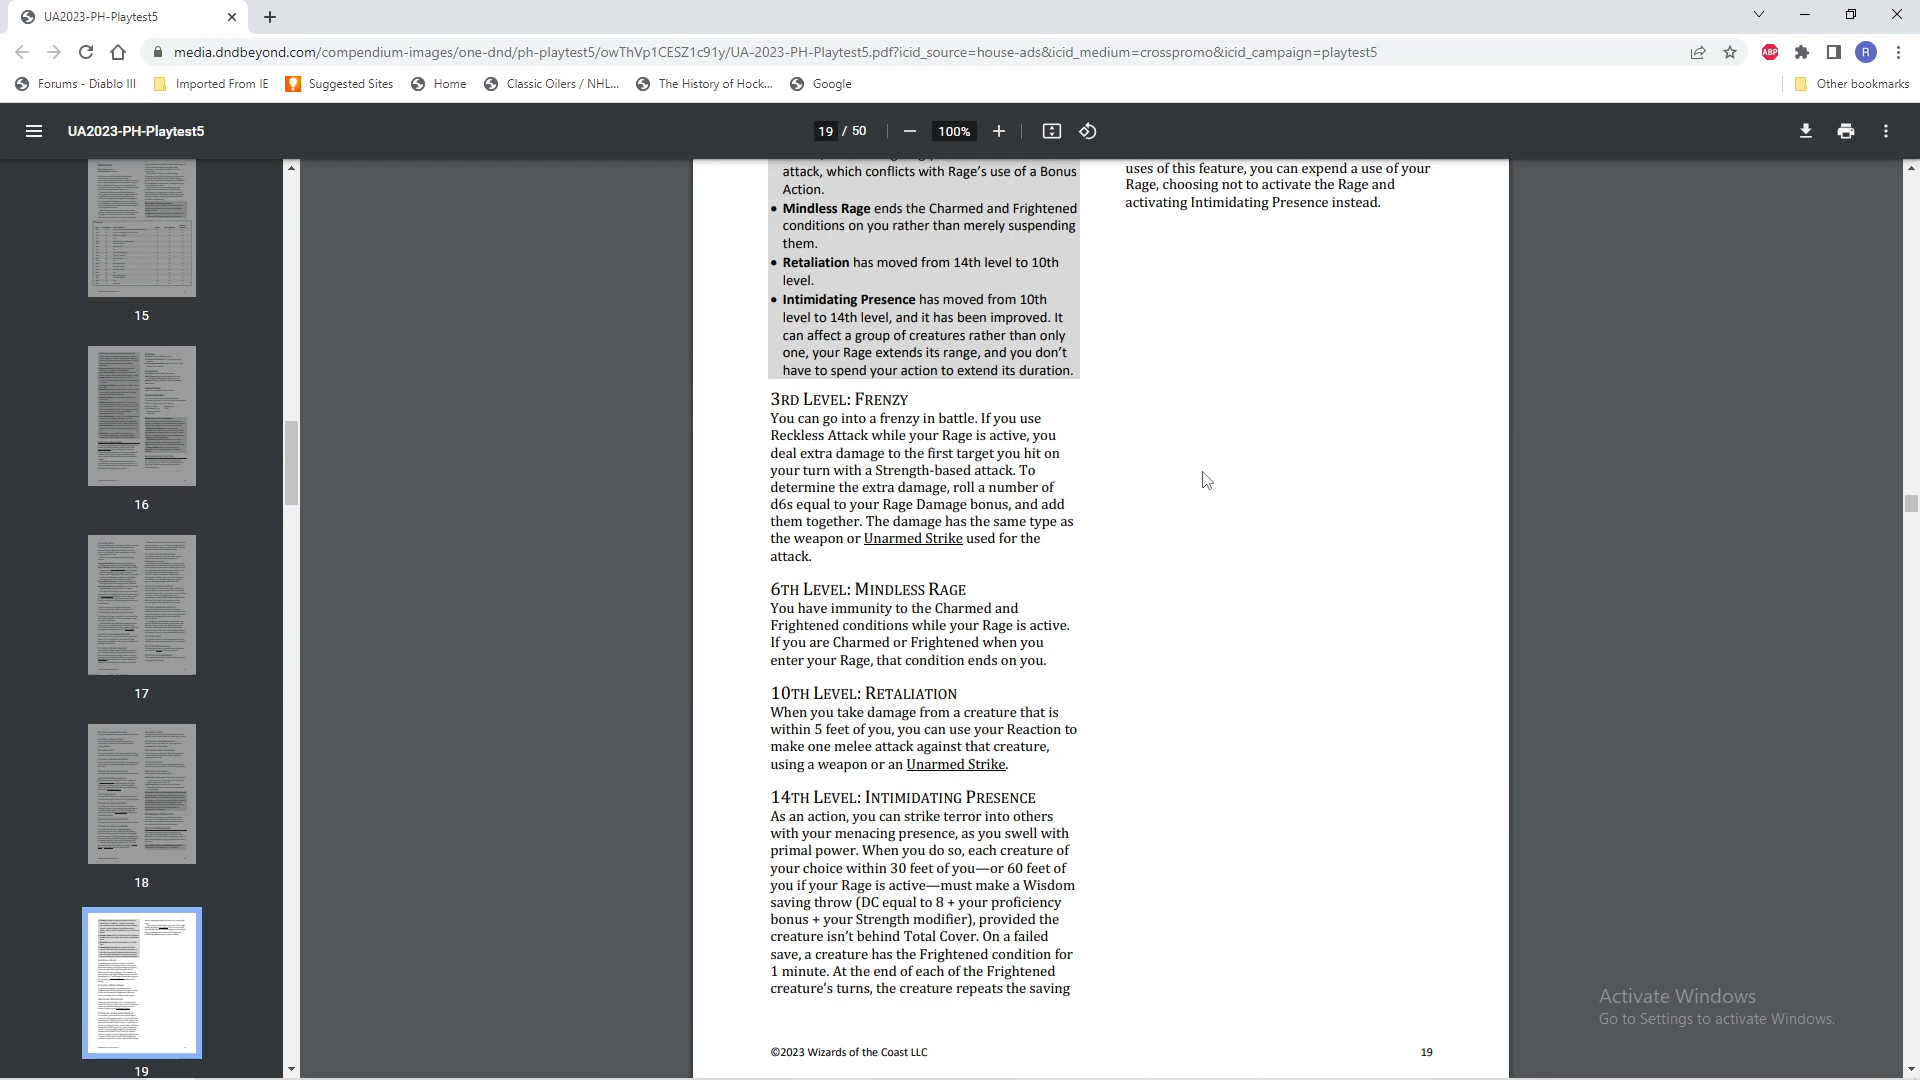 UA2023-PH-Playtest5
media.dndbeyond.com/compendium-images/one-dnd/ph-playtest5/owThVp1CESZ1c91y/UA-2023-PH-Playtest5.pdf?icid_source=house-ads&icid_medium=crosspromo&icid_campaign=playtest5
ABP
R
Forums - Diablo III
Imported From IE
Suggested Sites
Home
Classic Oilers / NHL...
The History of Hock...
Google
Other bookmarks
UA2023-PH-Playtest5
19 / 50
100%
15
16
17
18
19
attack, which conflicts with Rage's use of a Bonus
Action.
• Mindless Rage ends the Charmed and Frightened
conditions on you rather than merely suspending
them.
• Retaliation has moved from 14th level to 10th
level.
• Intimidating Presence has moved from 10th
level to 14th level, and it has been improved. It
can affect a group of creatures rather than only
one, your Rage extends its range, and you don't
have to spend your action to extend its duration.
3RD LEVEL: FRENZY
You can go into a frenzy in battle. If you use
Reckless Attack while your Rage is active, you
deal extra damage to the first target you hit on
your turn with a Strength-based attack. To
determine the extra damage, roll a number of
d6s equal to your Rage Damage bonus, and add
them together. The damage has the same type as
the weapon or Unarmed Strike used for the
attack.
6TH LEVEL: MINDLESS RAGE
You have immunity to the Charmed and
Frightened conditions while your Rage is active.
If you are Charmed or Frightened when you
enter your Rage, that condition ends on you.
10TH LEVEL: RETALIATION
When you take damage from a creature that is
within 5 feet of you, you can use your Reaction to
make one melee attack against that creature,
using a weapon or an Unarmed Strike.
14TH LEVEL: INTIMIDATING PRESENCE
As an action, you can strike terror into others
with your menacing presence, as you swell with
primal power. When you do so, each creature of
your choice within 30 feet of you—or 60 feet of
you if your Rage is active—must make a Wisdom
saving throw (DC equal to 8 + your proficiency
bonus + your Strength modifier), provided the
creature isn't behind Total Cover. On a failed
save, a creature has the Frightened condition for
1 minute. At the end of each of the Frightened
creature's turns, the creature repeats the saving
uses of this feature, you can expend a use of your
Rage, choosing not to activate the Rage and
activating Intimidating Presence instead.
©2023 Wizards of the Coast LLC
19
Activate Windows
Go to Settings to activate Windows.